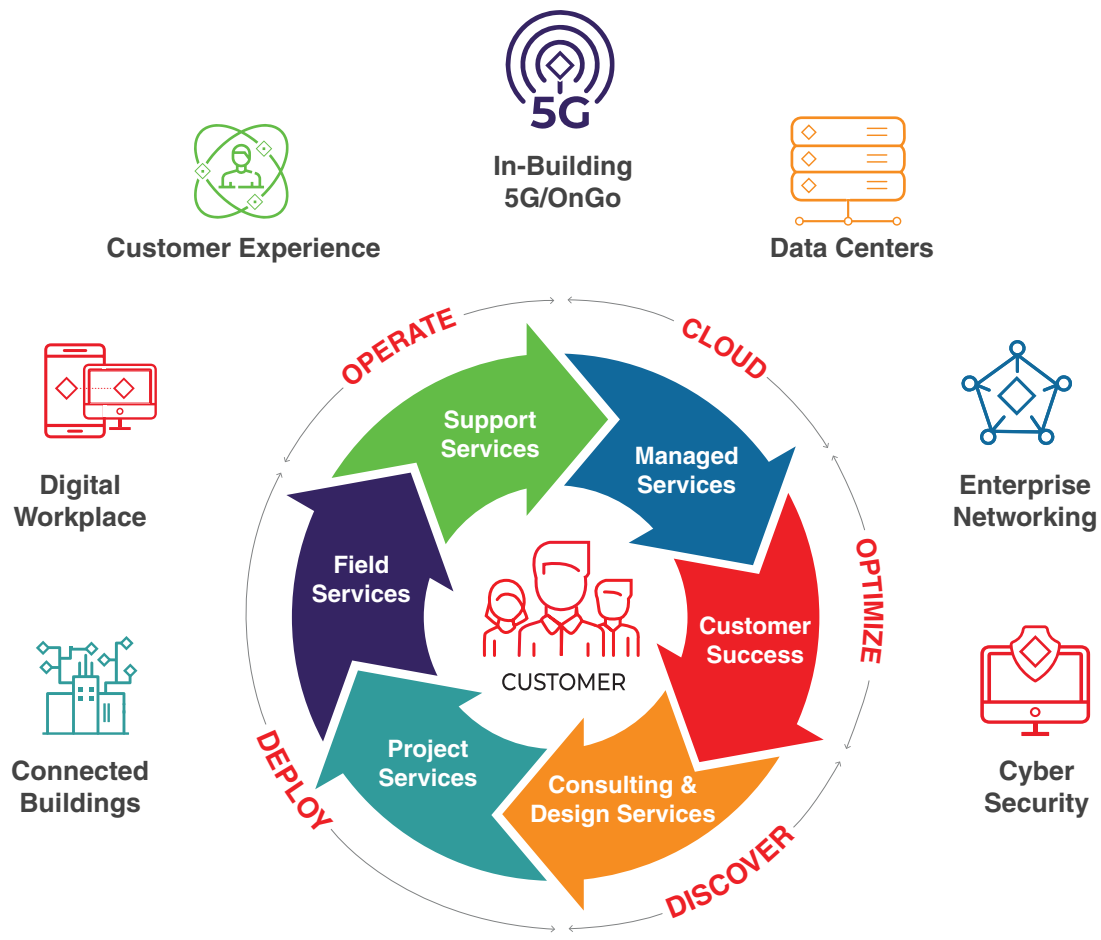 5G
In-Building
5G/OnGo
Customer Experience
Data Centers
OPERATE
CLOUD
Digital
Workplace
Support
Services
Managed
Services
Enterprise
Networking
Field
Services
OPTIMIZE
Customer
Success
CUSTOMER
Connected
Buildings
DEPLOY
Project
Services
Consulting &
Design Services
DISCOVER
Cyber
Security